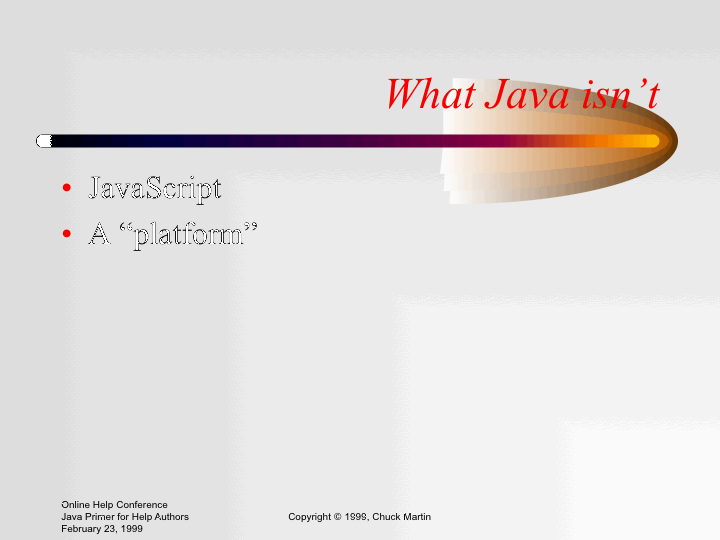 What Java isn’t
• JavaScript
• A “platform”
Online Help Conference
Java Primer for Help Authors
February 23, 1999
Copyright © 1999, Chuck Martin